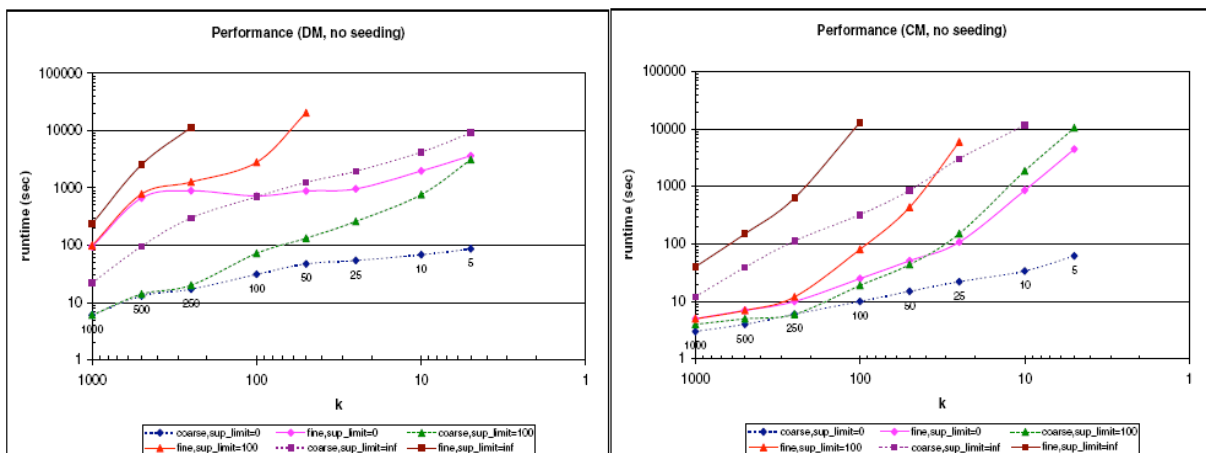 Performance (DM, no seeding)
100000
10000
1000
100
10
1
runtime (sec)
1000
500
250
100
50
25
10
5
1000
100
10
1
k
coarse,sup_limit=0
fine,sup_limit=0
coarse,sup_limit=100
fine,sup_limit=100
coarse,sup_limit=inf
fine,sup_limit=inf
Performance (CM, no seeding)
100000
10000
1000
100
10
1
runtime (sec)
1000
500
250
100
50
25
10
5
1000
100
10
1
k
coarse,sup_limit=0
fine,sup_limit=0
coarse,sup_limit=100
fine,sup_limit=100
coarse,sup_limit=inf
fine,sup_limit=inf